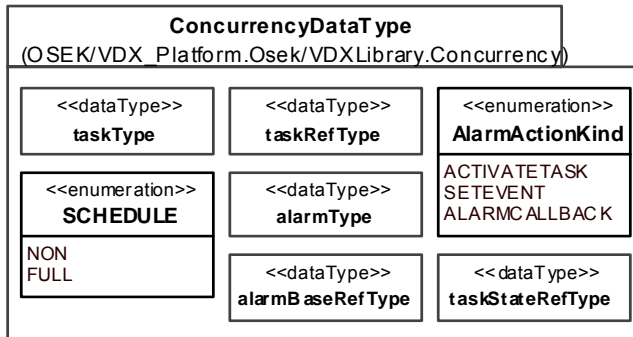 ConcurrencyDataType
(OSEK/VDX_Platform.Osek/VDXLibrary.Concurrency)
<<dataType>>
taskType
<<dataType>>
taskRefType
<<enumeration>>
AlarmActionKind
ACTIVATETASK
SETEVENT
ALARMCALLBACK
<<enumeration>>
SCHEDULE
NON
FULL
<<dataType>>
alarmType
<<dataType>>
alarmBaseRefType
<<dataType>>
taskStateRefType